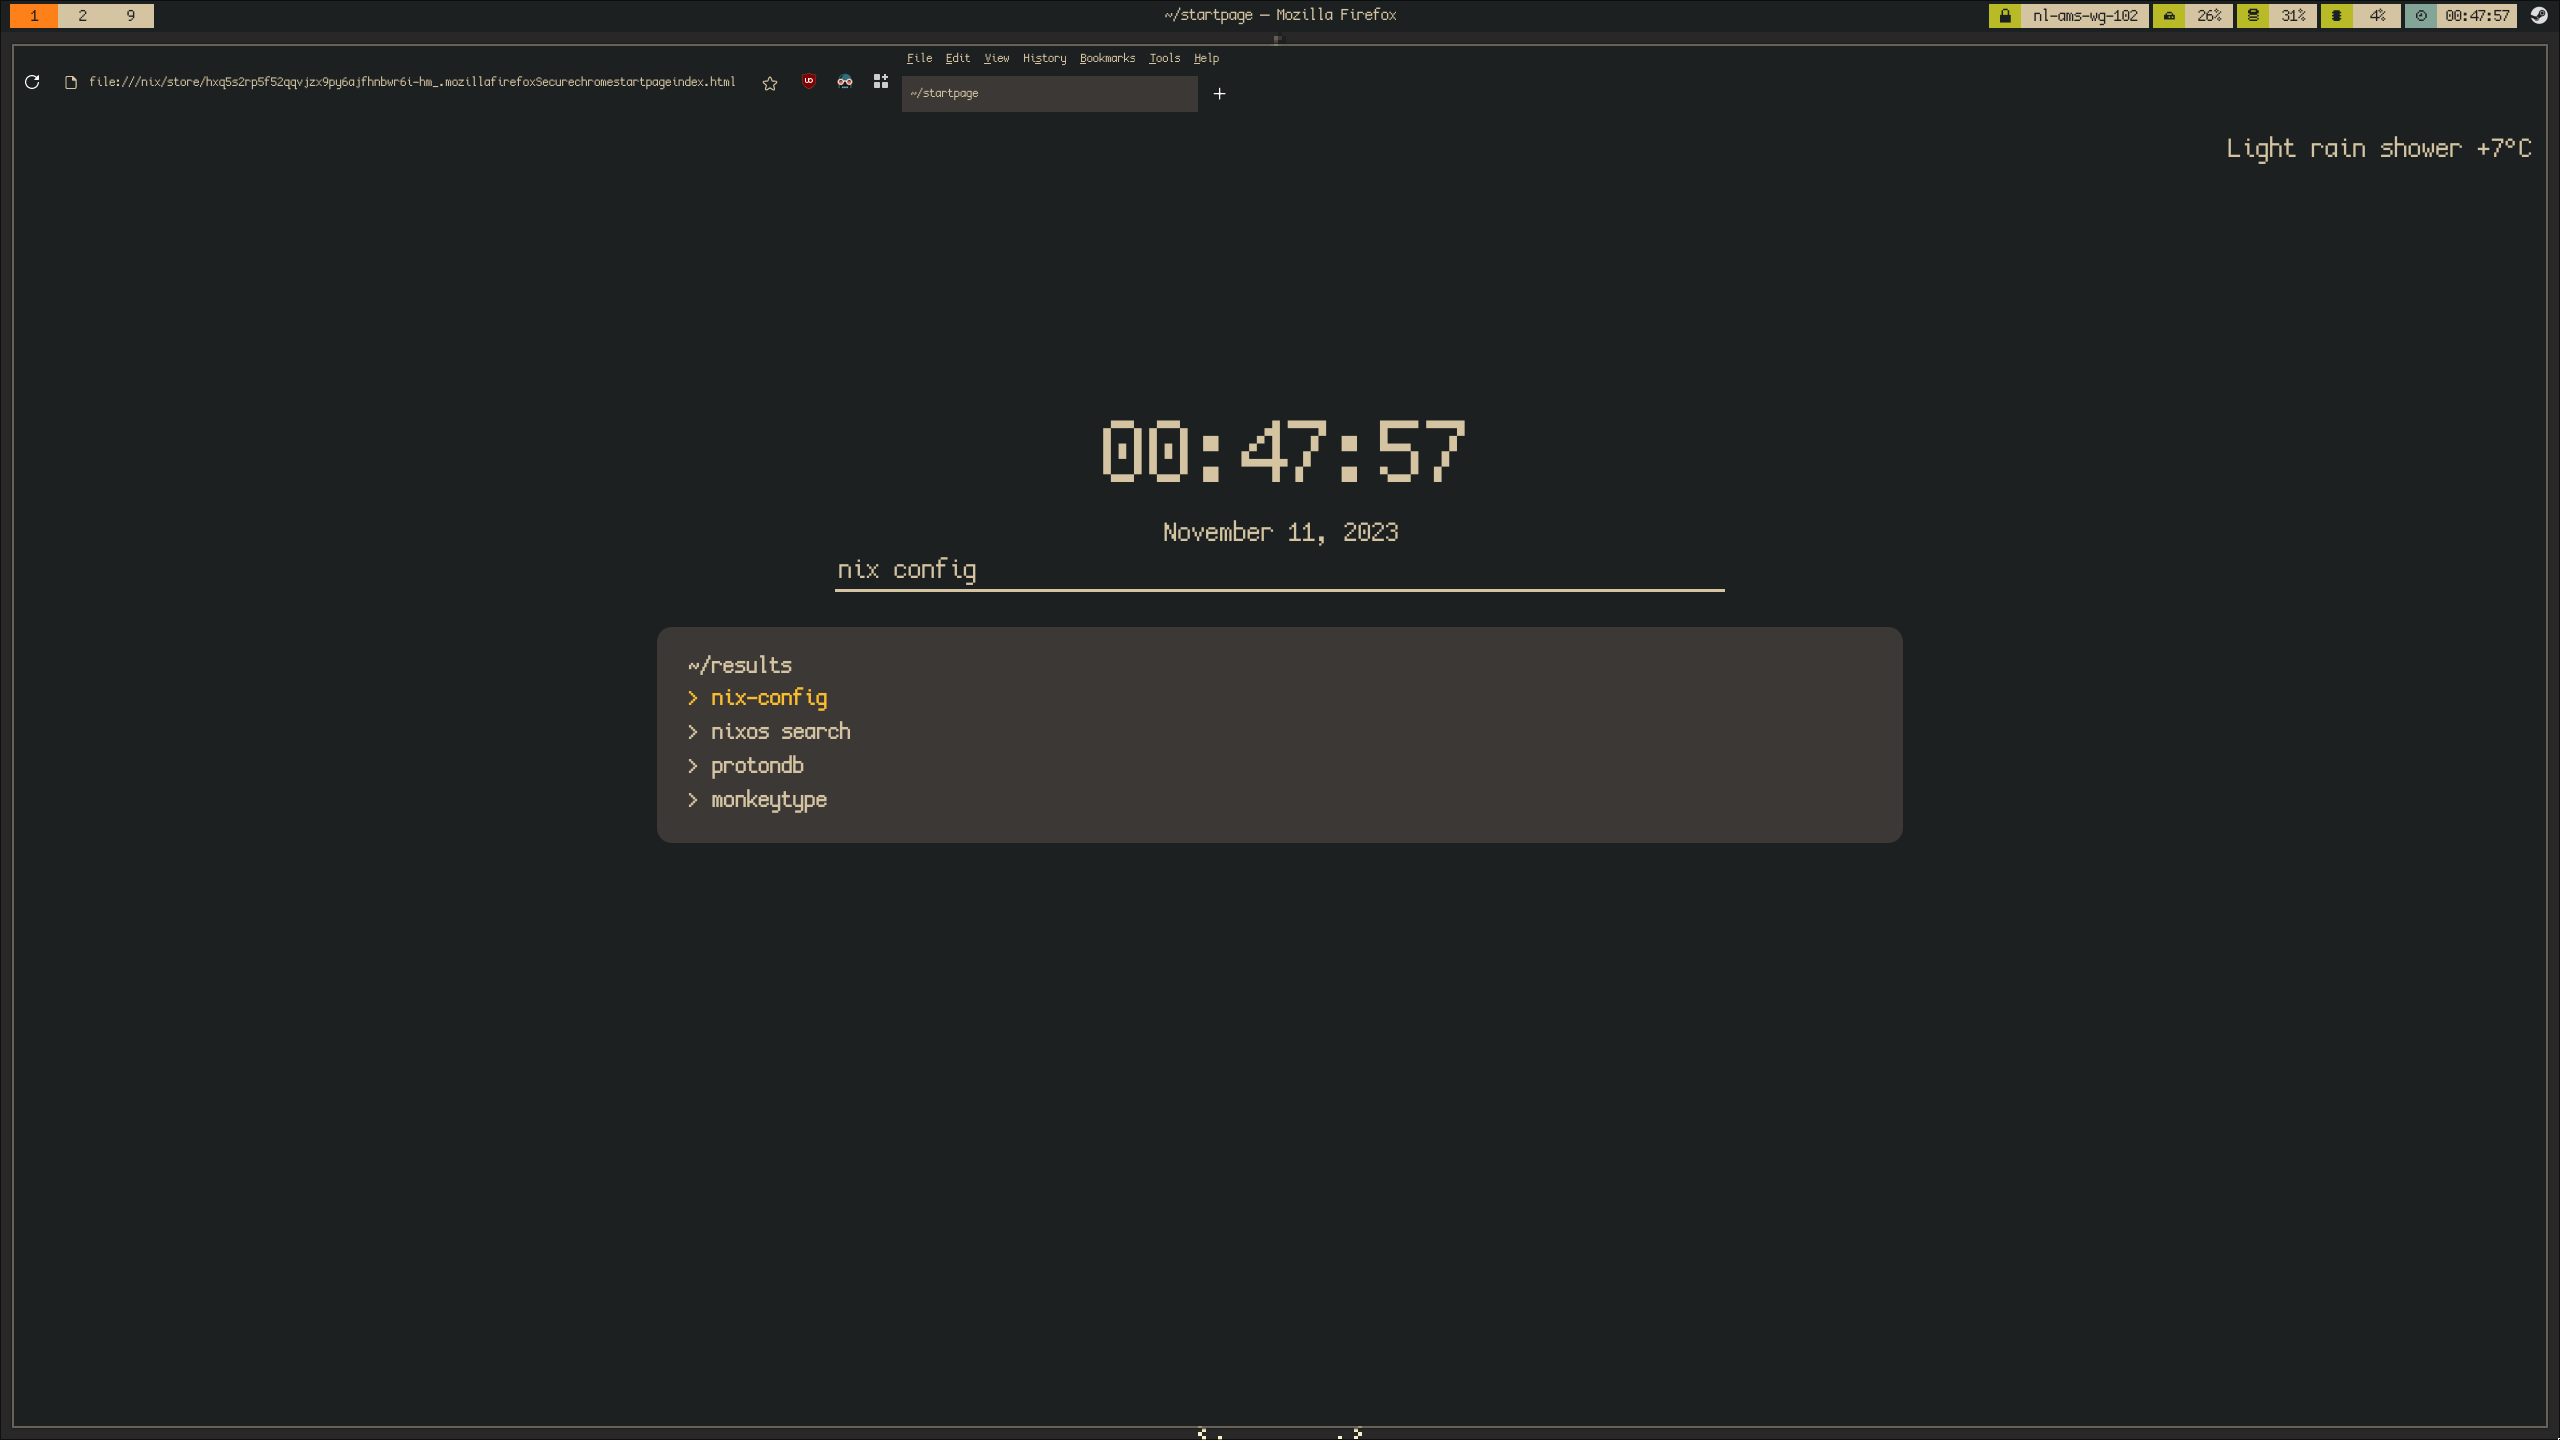 1 2 9 ~/startpage — Mozilla Firefox nl-ams-wg-102 26% 31% 4% 00:47:57
File Edit View History Bookmarks Tools Help
file:///nix/store/hxq5s2rp5f52qqvjzx9py6ajfhnbwr6i-hm_.mozillafirefoxSecurechromestartpageindex.html
~/startpage
Light rain shower +7°C
00:47:57
November 11, 2023
nix config
~/results
> nix-config
> nixos search
> protondb
> monkeytype